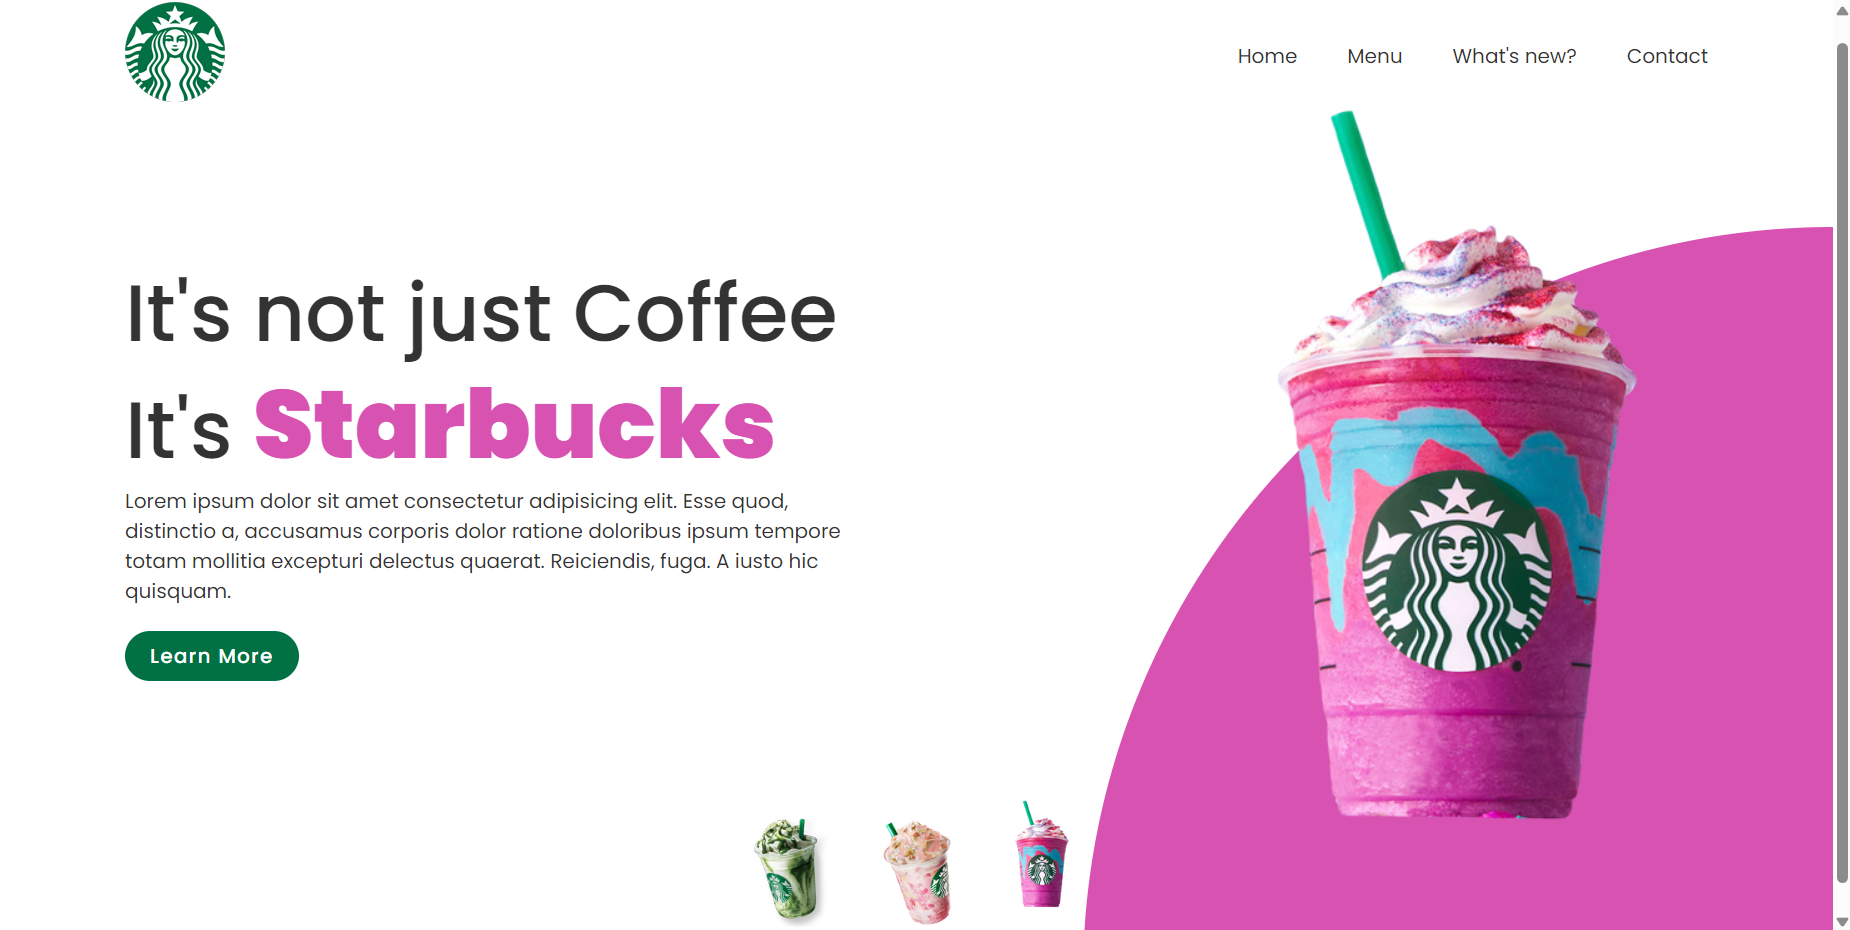 Home Menu What's new? Contact
It's not just Coffee
It's Starbucks
Lorem ipsum dolor sit amet consectetur adipisicing elit. Esse quod,
distinctio a, accusamus corporis dolor ratione doloribus ipsum tempore
totam mollitia excepturi delectus quaerat. Reiciendis, fuga. A iusto hic
quisquam.
Learn More